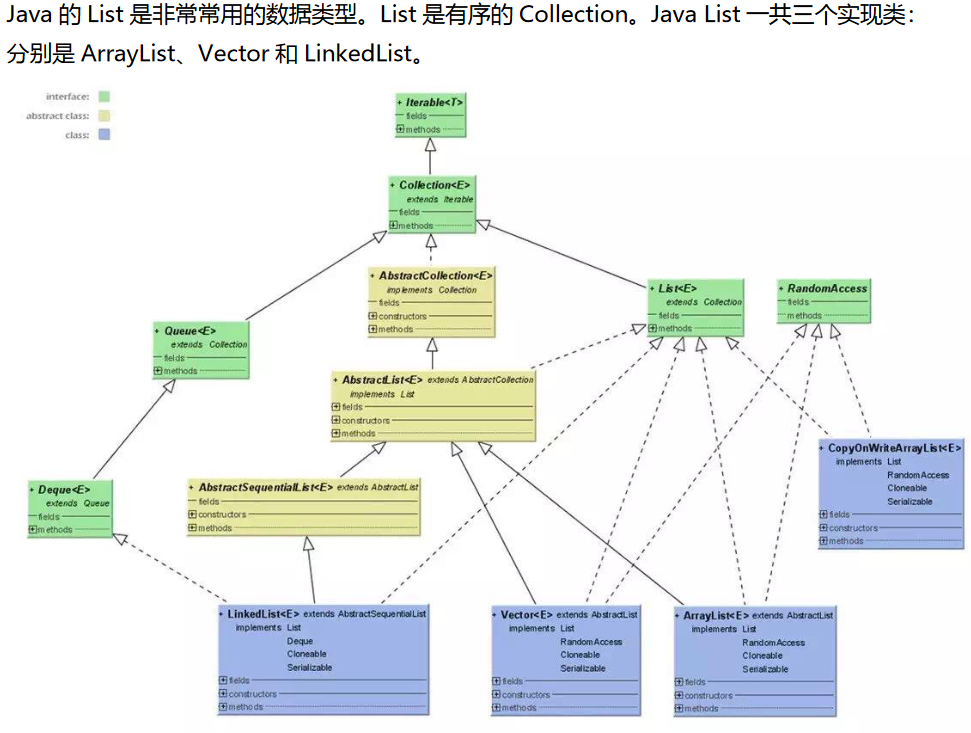 Java 的 List 是非常常用的数据类型。List 是有序的 Collection。Java List 一共三个实现类：
分别是 ArrayList、Vector 和 LinkedList。
interface:
abstract class:
class:
+ Iterable<T>
fields
methods
+ Collection<E>
extends Iterable
fields
methods
+ AbstractCollection<E>
implements Collection
fields
constructors
methods
+ List<E>
extends Collection
fields
methods
+ RandomAccess
fields
methods
+ Queue<E>
extends Collection
fields
methods
+ AbstractList<E> extends AbstractCollection
implements List
fields
constructors
methods
+ CopyOnWriteArrayList<E>
implements List
RandomAccess
Cloneable
Serializable
fields
constructors
methods
+ Deque<E>
extends Queue
fields
methods
+ AbstractSequentialList<E> extends AbstractList
fields
constructors
methods
+ LinkedList<E> extends AbstractSequentialList
implements List
Deque
Cloneable
Serializable
fields
constructors
methods
+ Vector<E> extends AbstractList
implements List
RandomAccess
Cloneable
Serializable
fields
constructors
methods
+ ArrayList<E> extends AbstractList
implements List
RandomAccess
Cloneable
Serializable
fields
constructors
methods